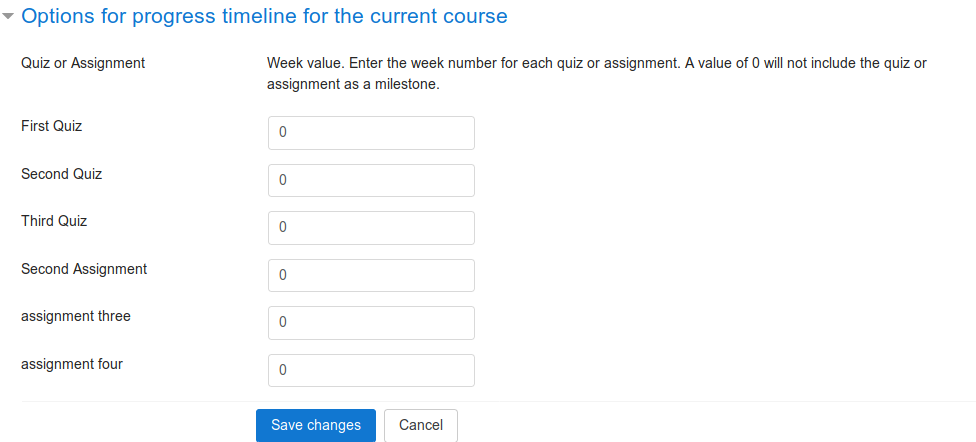 Options for progress timeline for the current course
Quiz or Assignment
Week value. Enter the week number for each quiz or assignment. A value of 0 will not include the quiz or
assignment as a milestone.
First Quiz
0
Second Quiz
0
Third Quiz
0
Second Assignment
0
assignment three
0
assignment four
0
Save changes
Cancel